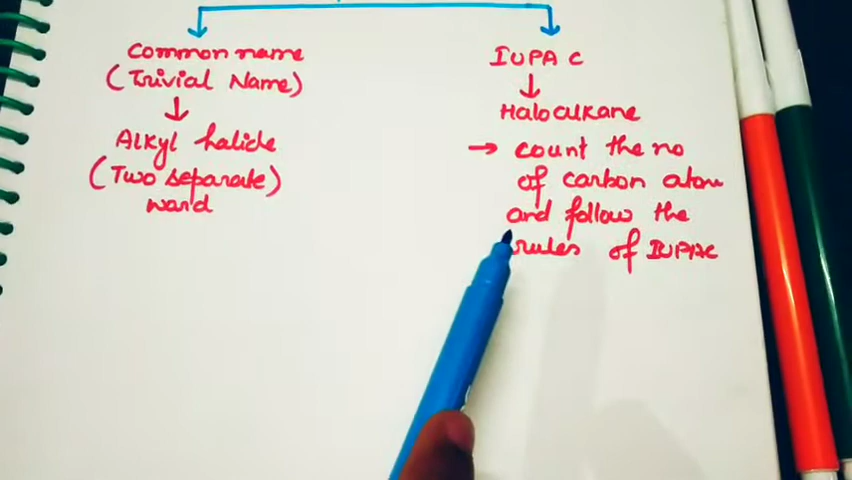 Common name
(Trivial Name)
Alkyl halide
(Two separate)
word
IUPAC
Haloalkane
→ count the no
of carbon atom
and follow the
rules of IUPAC